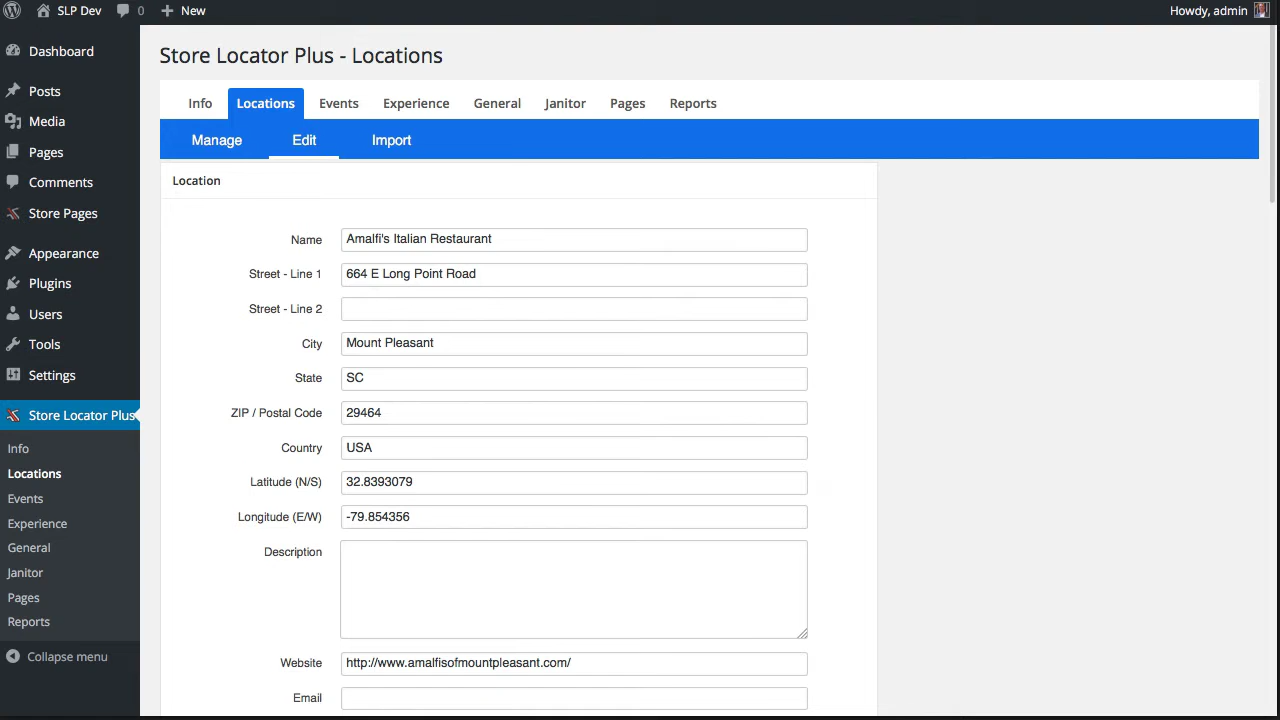 SLP Dev 0 New Howdy, admin
Dashboard
Posts
Media
Pages
Comments
Store Pages
Appearance
Plugins
Users
Tools
Settings
Store Locator Plus
Info
Locations
Events
Experience
General
Janitor
Pages
Reports
Collapse menu
Store Locator Plus - Locations
Info Locations Events Experience General Janitor Pages Reports
Manage Edit Import
Location
Name Amalfi's Italian Restaurant
Street - Line 1 664 E Long Point Road
Street - Line 2
City Mount Pleasant
State SC
ZIP / Postal Code 29464
Country USA
Latitude (N/S) 32.8393079
Longitude (E/W) -79.854356
Description
Website http://www.amalfisofmountpleasant.com/
Email